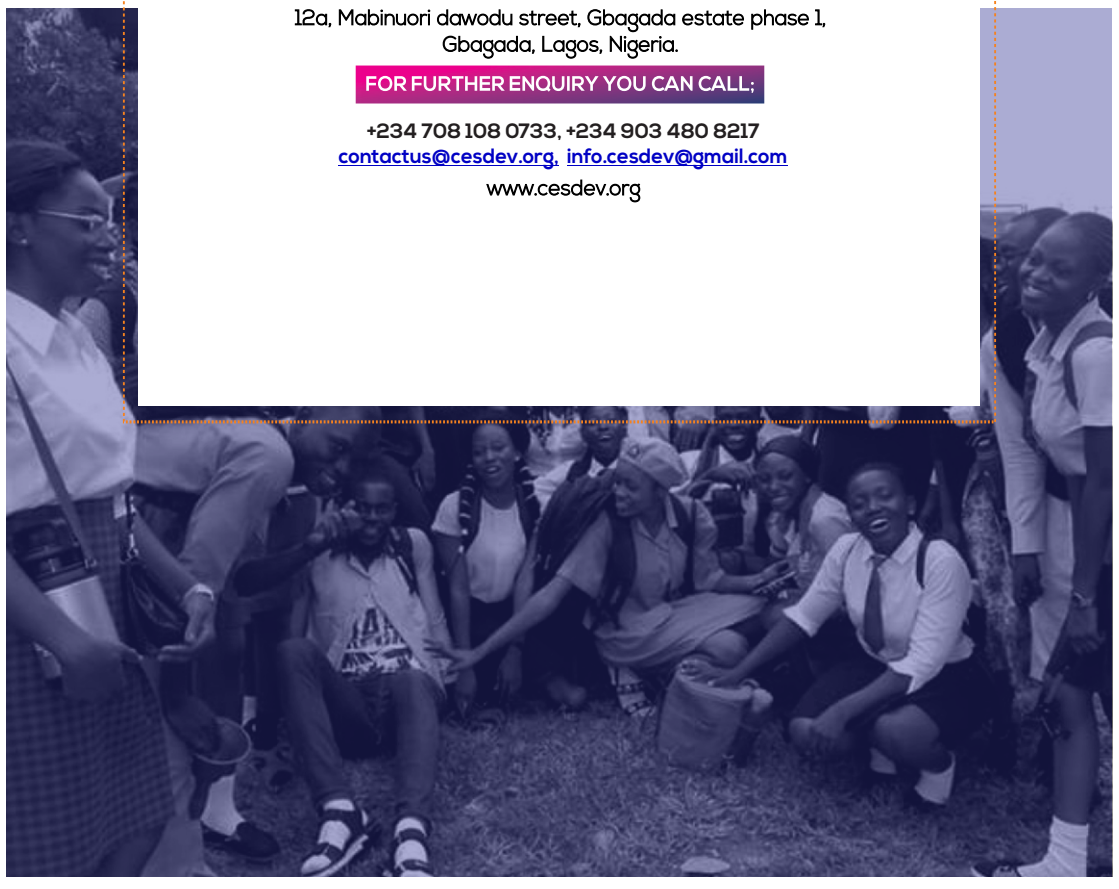 12a, Mabinuori dawodu street, Gbagada estate phase 1,
Gbagada, Lagos, Nigeria.
FOR FURTHER ENQUIRY YOU CAN CALL;
+234 708 108 0733, +234 903 480 8217
contactus@cesdev.org, info.cesdev@gmail.com
www.cesdev.org